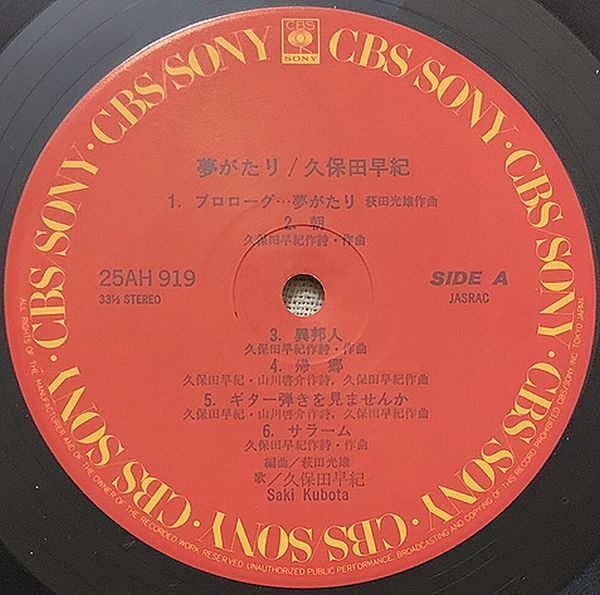 CBS
SONY
CBS/SONY · CBS/SONY · CBS/SONY · CBS/SONY · CBS/SONY · CBS/SONY · CBS/SONY · CBS/SONY
夢がたり/久保田早紀
1. プロローグ…夢がたり 萩田光雄作曲
2. 朝
久保田早紀作詩・作曲
25AH 919
33⅓ STEREO
SIDE A
JASRAC
3. 異邦人
久保田早紀作詩・作曲
4. 帰郷
久保田早紀・山川啓介作詩，久保田早紀作曲
5. ギター弾きを見ませんか
久保田早紀・山川啓介作詩，久保田早紀作曲
6. サラーム
久保田早紀作詩・作曲
編曲/萩田光雄
歌/久保田早紀
Saki Kubota
ALL RIGHTS OF THE MANUFACTURER AND OF THE OWNER OF THE RECORDED WORK RESERVED UNAUTHORIZED PUBLIC PERFORMANCE, BROADCASTING AND COPYING OF THIS RECORD PROHIBITED CBS/SONY INC TOKYO JAPAN